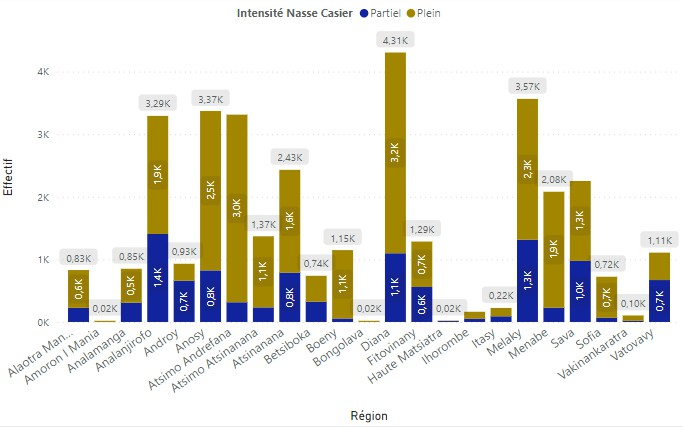 Intensité Nasse Casier Partiel Plein
4,31K
4K
3,57K
3,37K
3,29K
3K
2,43K
2,08K
2K
1,37K
1,29K
1,15K
1,11K
1K
0,93K
0,85K
0,83K
0,74K
0,72K
0,22K
0,10K
0,02K
0,02K
0,02K
0K
0,6K
0,5K
1,9K
1,4K
0,7K
2,5K
0,8K
3,0K
1,1K
1,6K
0,8K
1,1K
3,2K
1,1K
0,7K
0,6K
2,3K
1,3K
1,9K
1,3K
1,0K
0,7K
0,7K
Effectif
Alaotra Man...
Amoron I Mania
Analamanga
Analanjirofo
Androy
Anosy
Atsimo Andrefana
Atsimo Atsinanana
Atsinanana
Betsiboka
Boeny
Bongolava
Diana
Fitovinany
Haute Matsiatra
Ihorombe
Itasy
Melaky
Menabe
Sava
Sofia
Vakinankaratra
Vatovavy
Région